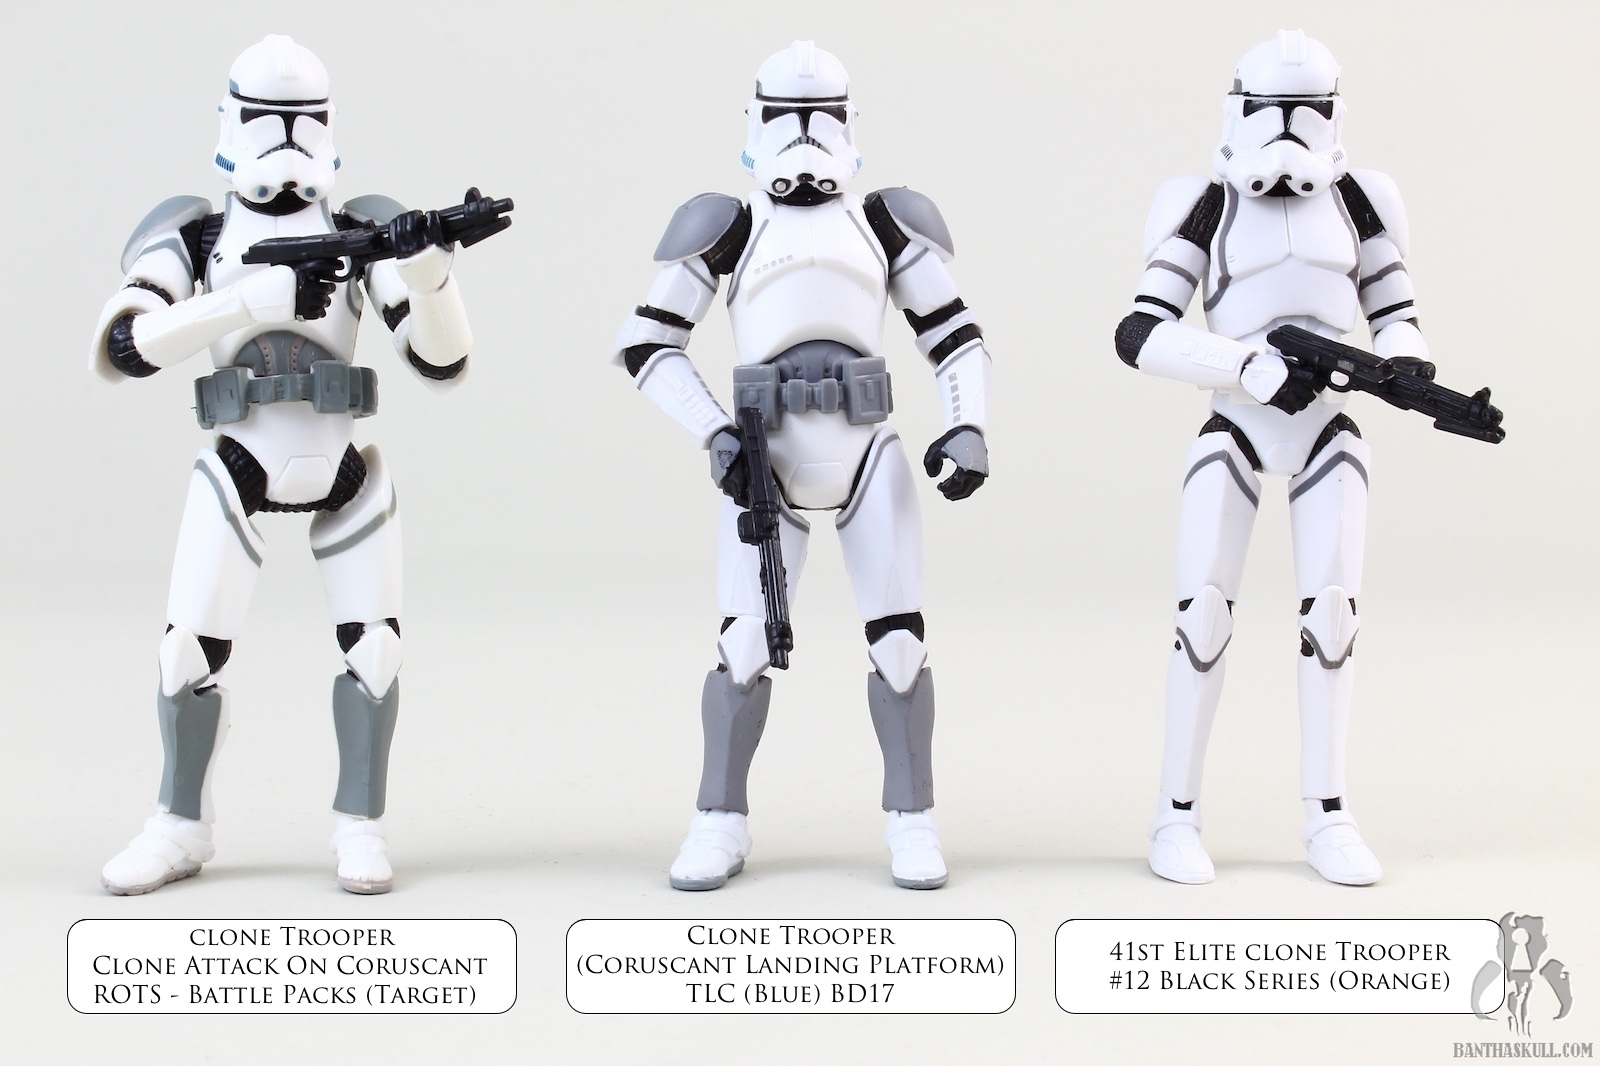 clone Trooper
Clone Attack On Coruscant
ROTS - Battle Packs (Target)
Clone Trooper
(Coruscant Landing Platform)
TLC (Blue) BD17
41st Elite clone Trooper
#12 Black Series (Orange)
BANTHASKULL.COM